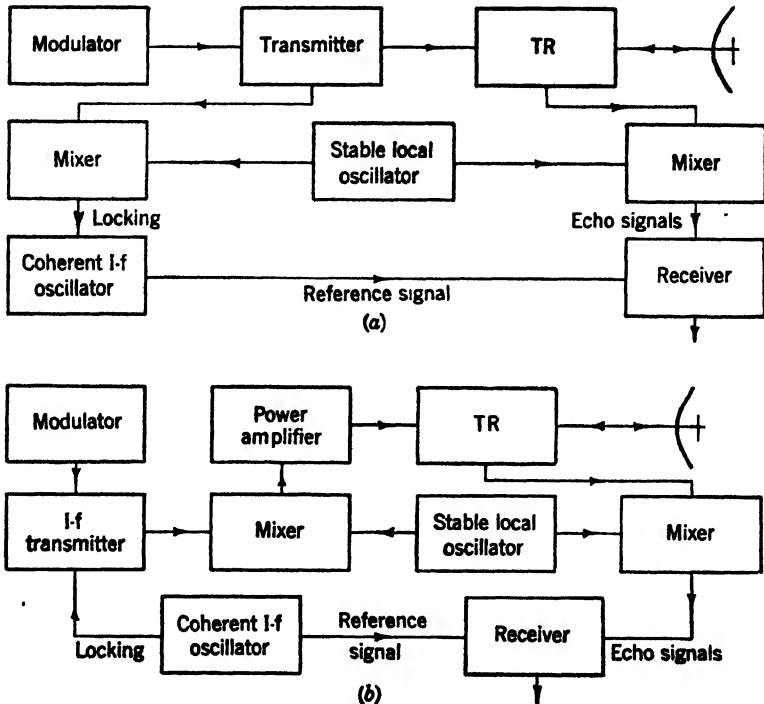 Modulator
Transmitter
TR
Mixer
Stable local
oscillator
Mixer
Locking
Echo signals
Coherent I-f
oscillator
Reference signal
Receiver
(a)
Modulator
Power
amplifier
TR
I-f
transmitter
Mixer
Stable local
oscillator
Mixer
Locking
Coherent I-f
oscillator
Reference
signal
Receiver
Echo signals
(b)